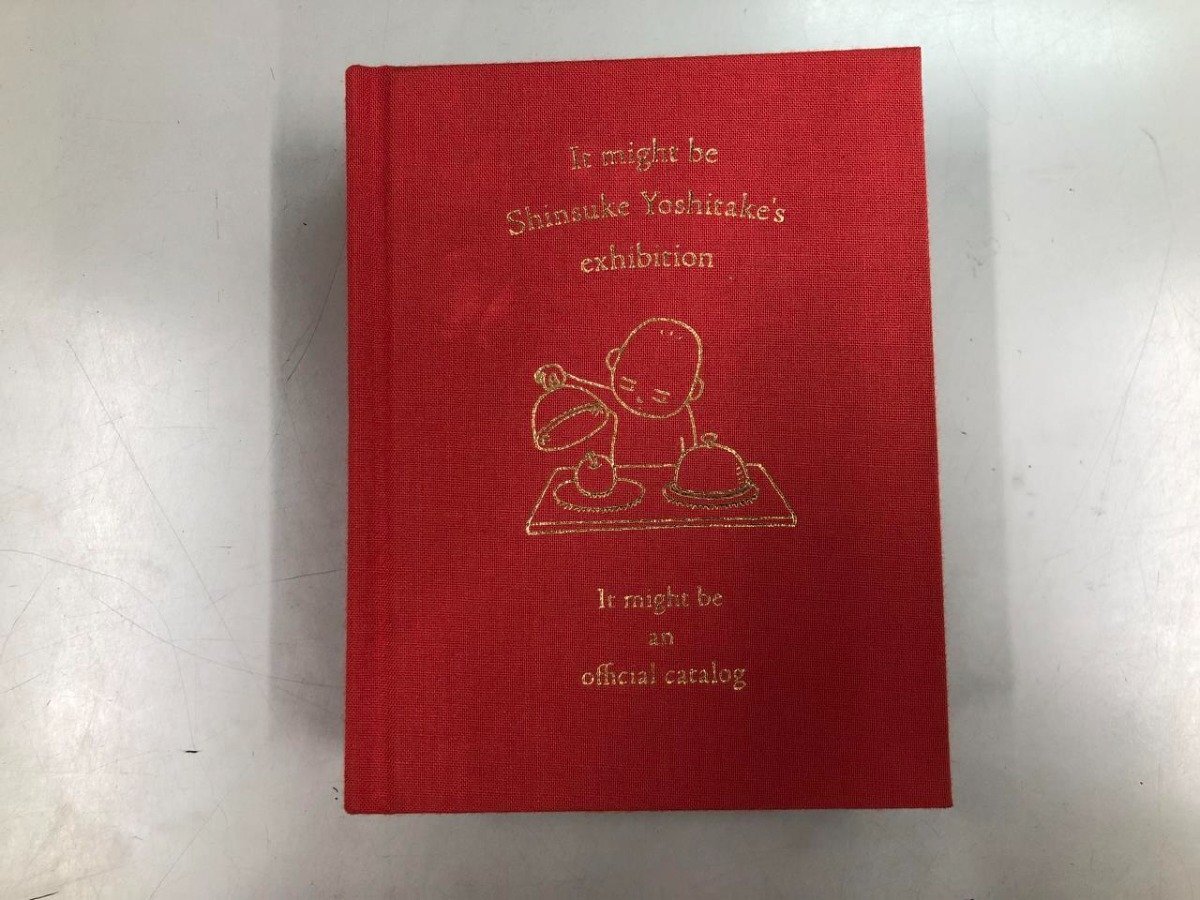 It might be
Shinsuke Yoshitake's
exhibition
It might be
an
official catalog